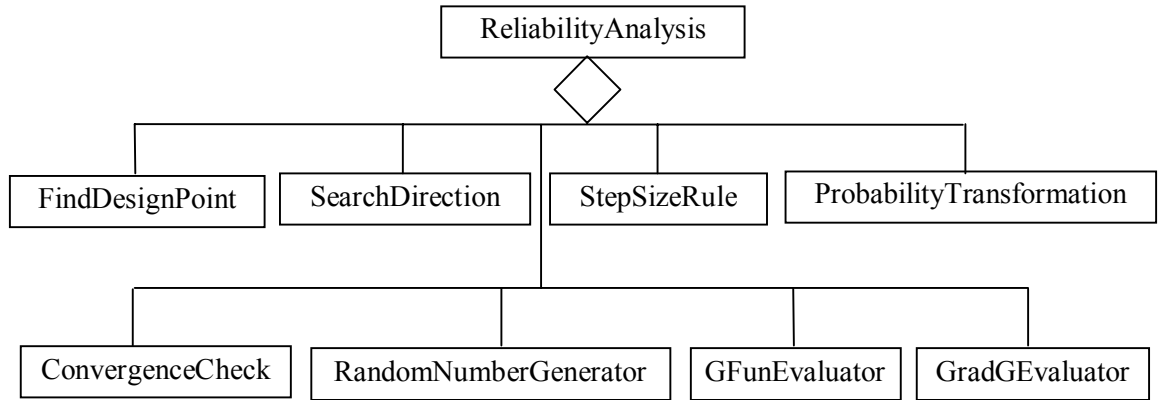 ReliabilityAnalysis
FindDesignPoint
SearchDirection
StepSizeRule
ProbabilityTransformation
ConvergenceCheck
RandomNumberGenerator
GFunEvaluator
GradGEvaluator